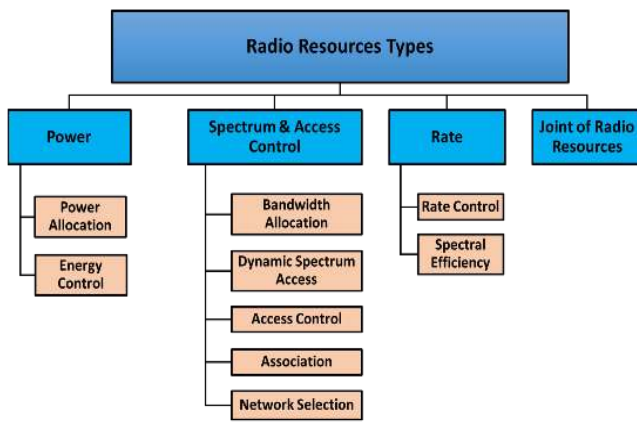 Radio Resources Types
Power
Spectrum & Access
Control
Rate
Joint of Radio
Resources
Power
Allocation
Energy
Control
Bandwidth
Allocation
Dynamic Spectrum
Access
Access Control
Association
Network Selection
Rate Control
Spectral
Efficiency